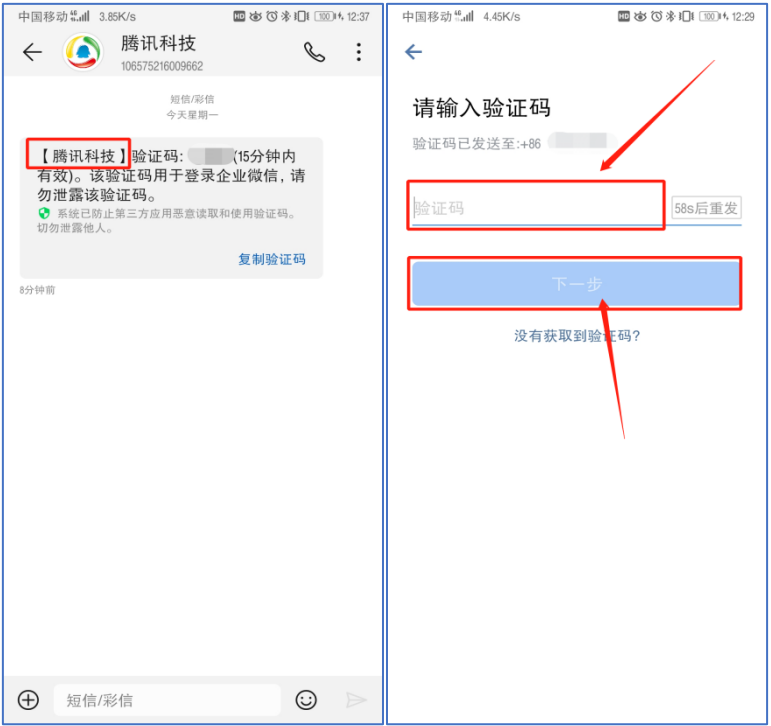 中国移动 4G 3.85K/s HD 100 12:37
腾讯科技
106575216009662
短信/彩信
今天星期一
【腾讯科技】验证码: (15分钟内
有效)。该验证码用于登录企业微信,请
勿泄露该验证码。
系统已防止第三方应用恶意读取和使用验证码。
切勿泄露他人。
复制验证码
8分钟前
短信/彩信
中国移动 4G 4.45K/s HD 100 12:29
请输入验证码
验证码已发送至:+86
验证码
58s后重发
下一步
没有获取到验证码?